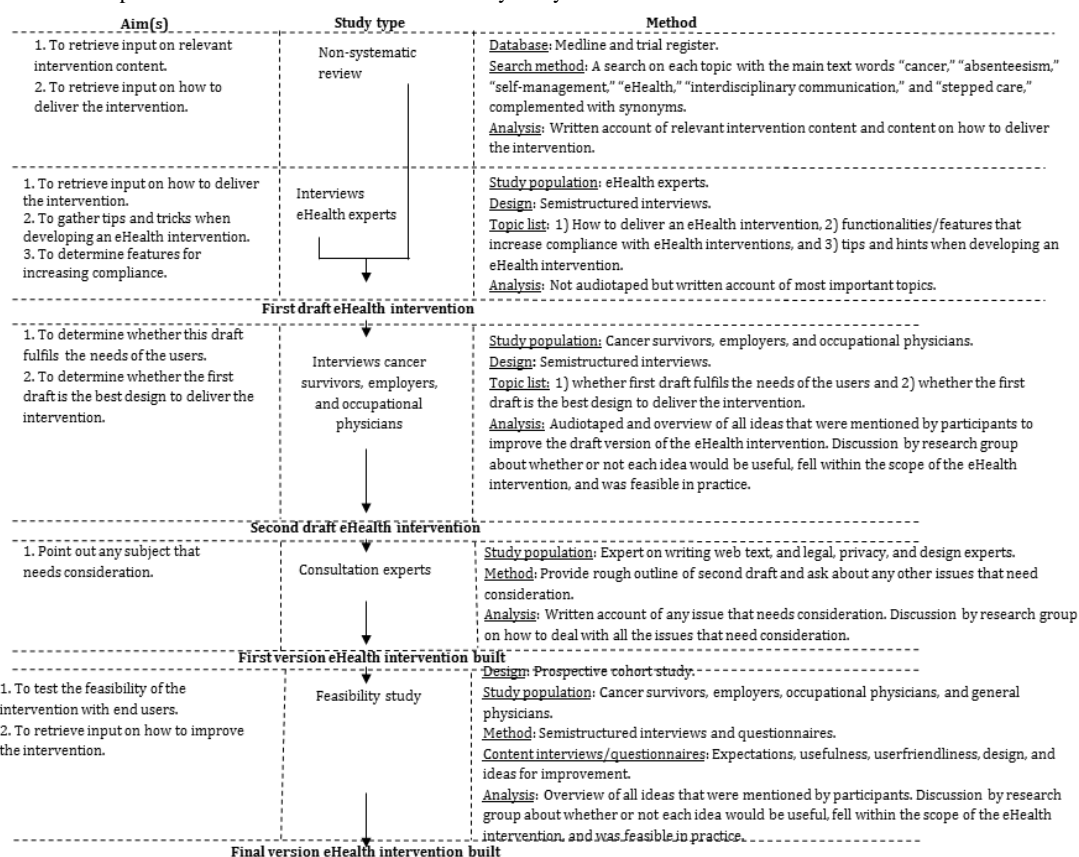 Aim(s)
Study type
Method
1. To retrieve input on relevant
intervention content.
2. To retrieve input on how to
deliver the intervention.
Non-systematic
review
Database: Medline and trial register.
Search method: A search on each topic with the main text words “cancer,” “absenteesism,”
“self-management,” “eHealth,” “interdisciplinary communication,” and “stepped care,”
complemented with synonyms.
Analysis: Written account of relevant intervention content and content on how to deliver
the intervention.
1. To retrieve input on how to deliver
the intervention.
2. To gather tips and tricks when
developing an eHealth intervention.
3. To determine features for
increasing compliance.
Interviews
eHealth experts
Study population: eHealth experts.
Design: Semistructured interviews.
Topic list: 1) How to deliver an eHealth intervention, 2) functionalities/features that
increase compliance with eHealth interventions, and 3) tips and hints when developing an
eHealth intervention.
Analysis: Not audiotaped but written account of most important topics.
First draft eHealth intervention
1. To determine whether this draft
fulfils the needs of the users.
2. To determine whether the first
draft is the best design to deliver the
intervention.
Interviews cancer
survivors, employers,
and occupational
physicians
Study population: Cancer survivors, employers, and occupational physicians.
Design: Semistructured interviews.
Topic list: 1) whether first draft fulfils the needs of the users and 2) whether the first
draft is the best design to deliver the intervention.
Analysis: Audiotaped and overview of all ideas that were mentioned by participants to
improve the draft version of the eHealth intervention. Discussion by research group
about whether or not each idea would be useful, fell within the scope of the eHealth
intervention, and was feasible in practice.
Second draft eHealth intervention
1. Point out any subject that
needs consideration.
Consultation experts
Study population: Expert on writing web text, and legal, privacy, and design experts.
Method: Provide rough outline of second draft and ask about any other issues that need
consideration.
Analysis: Written account of any issue that needs consideration. Discussion by research group
on how to deal with all the issues that need consideration.
First version eHealth intervention built
1. To test the feasibility of the
intervention with end users.
2. To retrieve input on how to improve
the intervention.
Feasibility study
Design: Prospective cohort study.
Study population: Cancer survivors, employers, occupational physicians, and general
physicians.
Method: Semistructured interviews and questionnaires.
Content interviews/questionnaires: Expectations, usefulness, userfriendliness, design, and
ideas for improvement.
Analysis: Overview of all ideas that were mentioned by participants. Discussion by research
group about whether or not each idea would be useful, fell within the scope of the eHealth
intervention, and was feasible in practice.
Final version eHealth intervention built